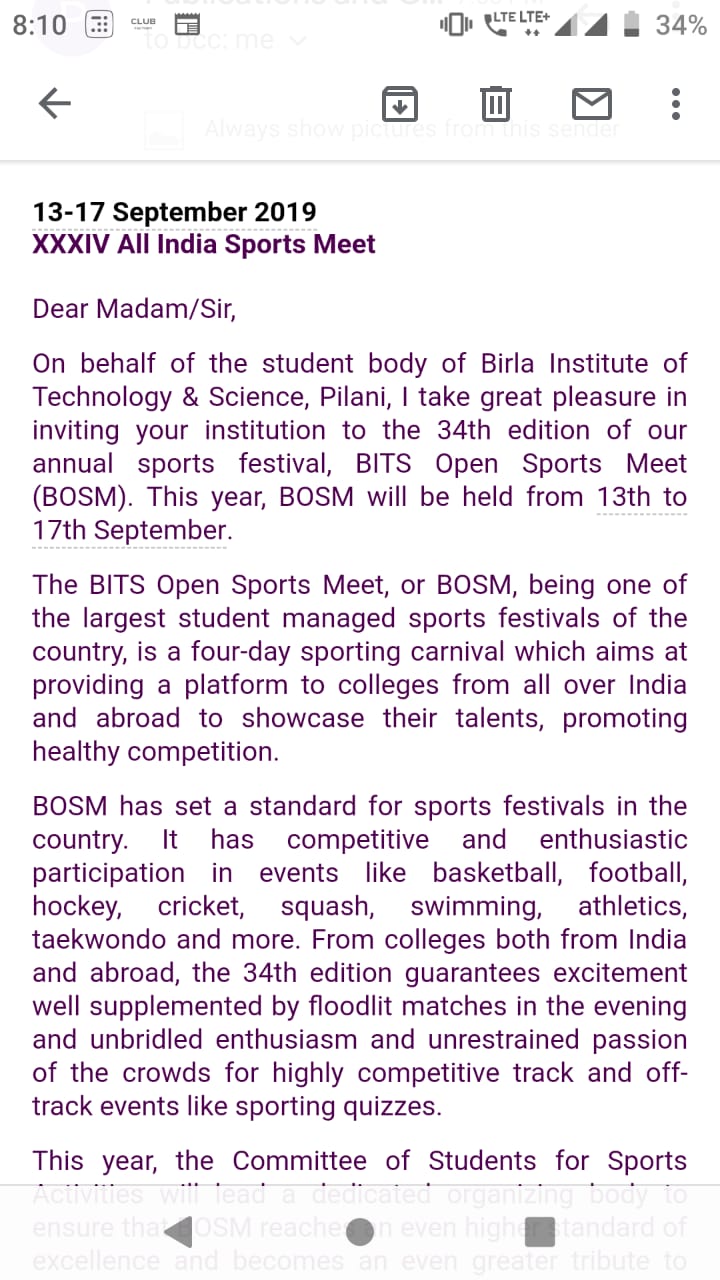 8:10 CLUB LTE LTE+ 34%
to bcc: me
Always show pictures from this sender
13-17 September 2019
XXXIV All India Sports Meet
Dear Madam/Sir,
On behalf of the student body of Birla Institute of
Technology & Science, Pilani, I take great pleasure in
inviting your institution to the 34th edition of our
annual sports festival, BITS Open Sports Meet
(BOSM). This year, BOSM will be held from 13th to
17th September.
The BITS Open Sports Meet, or BOSM, being one of
the largest student managed sports festivals of the
country, is a four-day sporting carnival which aims at
providing a platform to colleges from all over India
and abroad to showcase their talents, promoting
healthy competition.
BOSM has set a standard for sports festivals in the
country. It has competitive and enthusiastic
participation in events like basketball, football,
hockey, cricket, squash, swimming, athletics,
taekwondo and more. From colleges both from India
and abroad, the 34th edition guarantees excitement
well supplemented by floodlit matches in the evening
and unbridled enthusiasm and unrestrained passion
of the crowds for highly competitive track and off-
track events like sporting quizzes.
This year, the Committee of Students for Sports
Activities will lead a dedicated organizing body to
ensure that BOSM reaches an even higher standard of
excellence and becomes an even greater tribute to